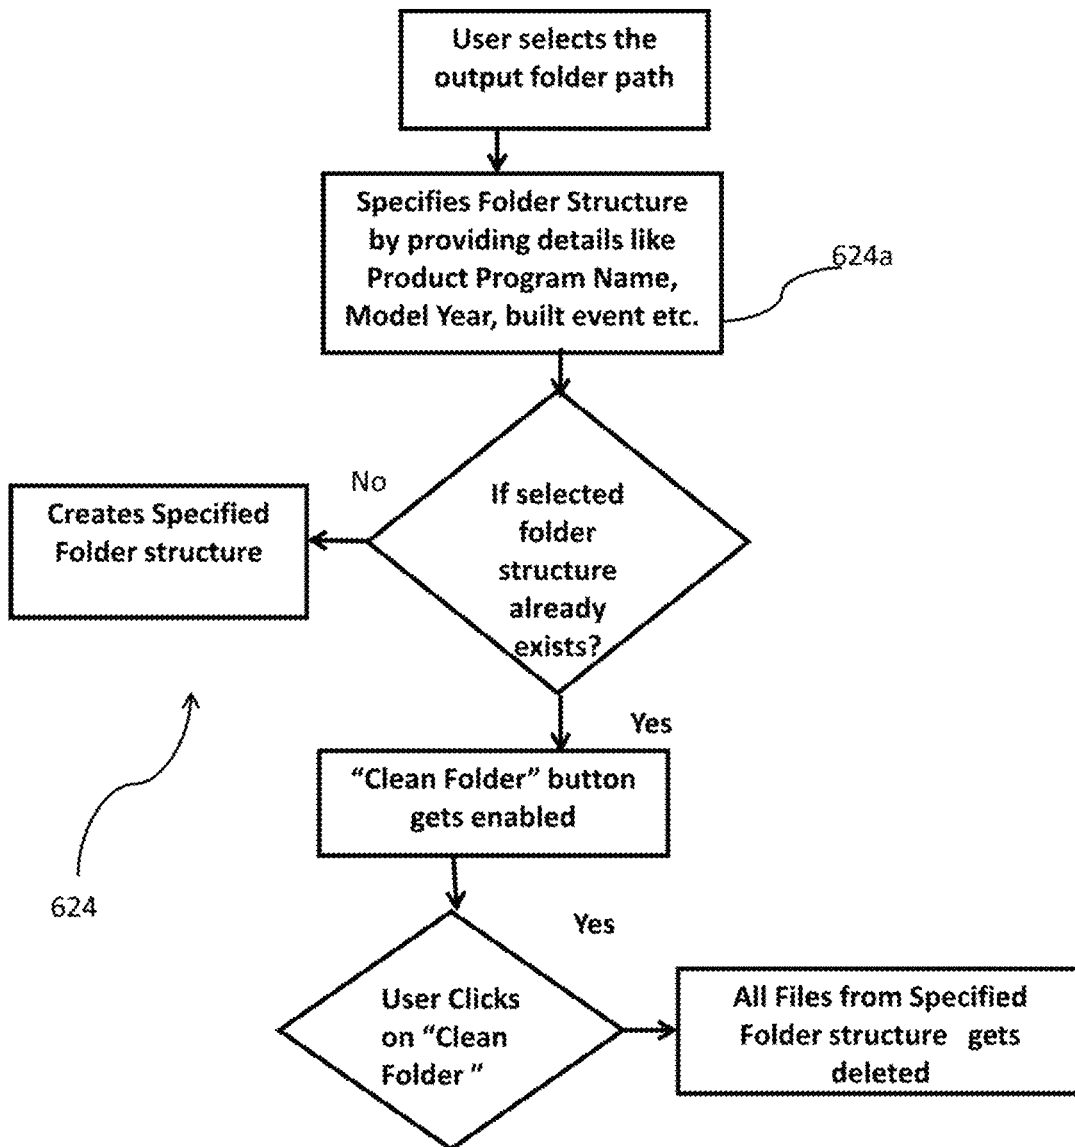 User selects the
output folder path
Specifies Folder Structure
by providing details like
Product Program Name,
Model Year, built event etc.
624a
No
If selected
folder
structure
already
exists?
Creates Specified
Folder structure
Yes
“Clean Folder” button
gets enabled
624
Yes
User Clicks
on “Clean
Folder ”
All Files from Specified
Folder structure gets
deleted